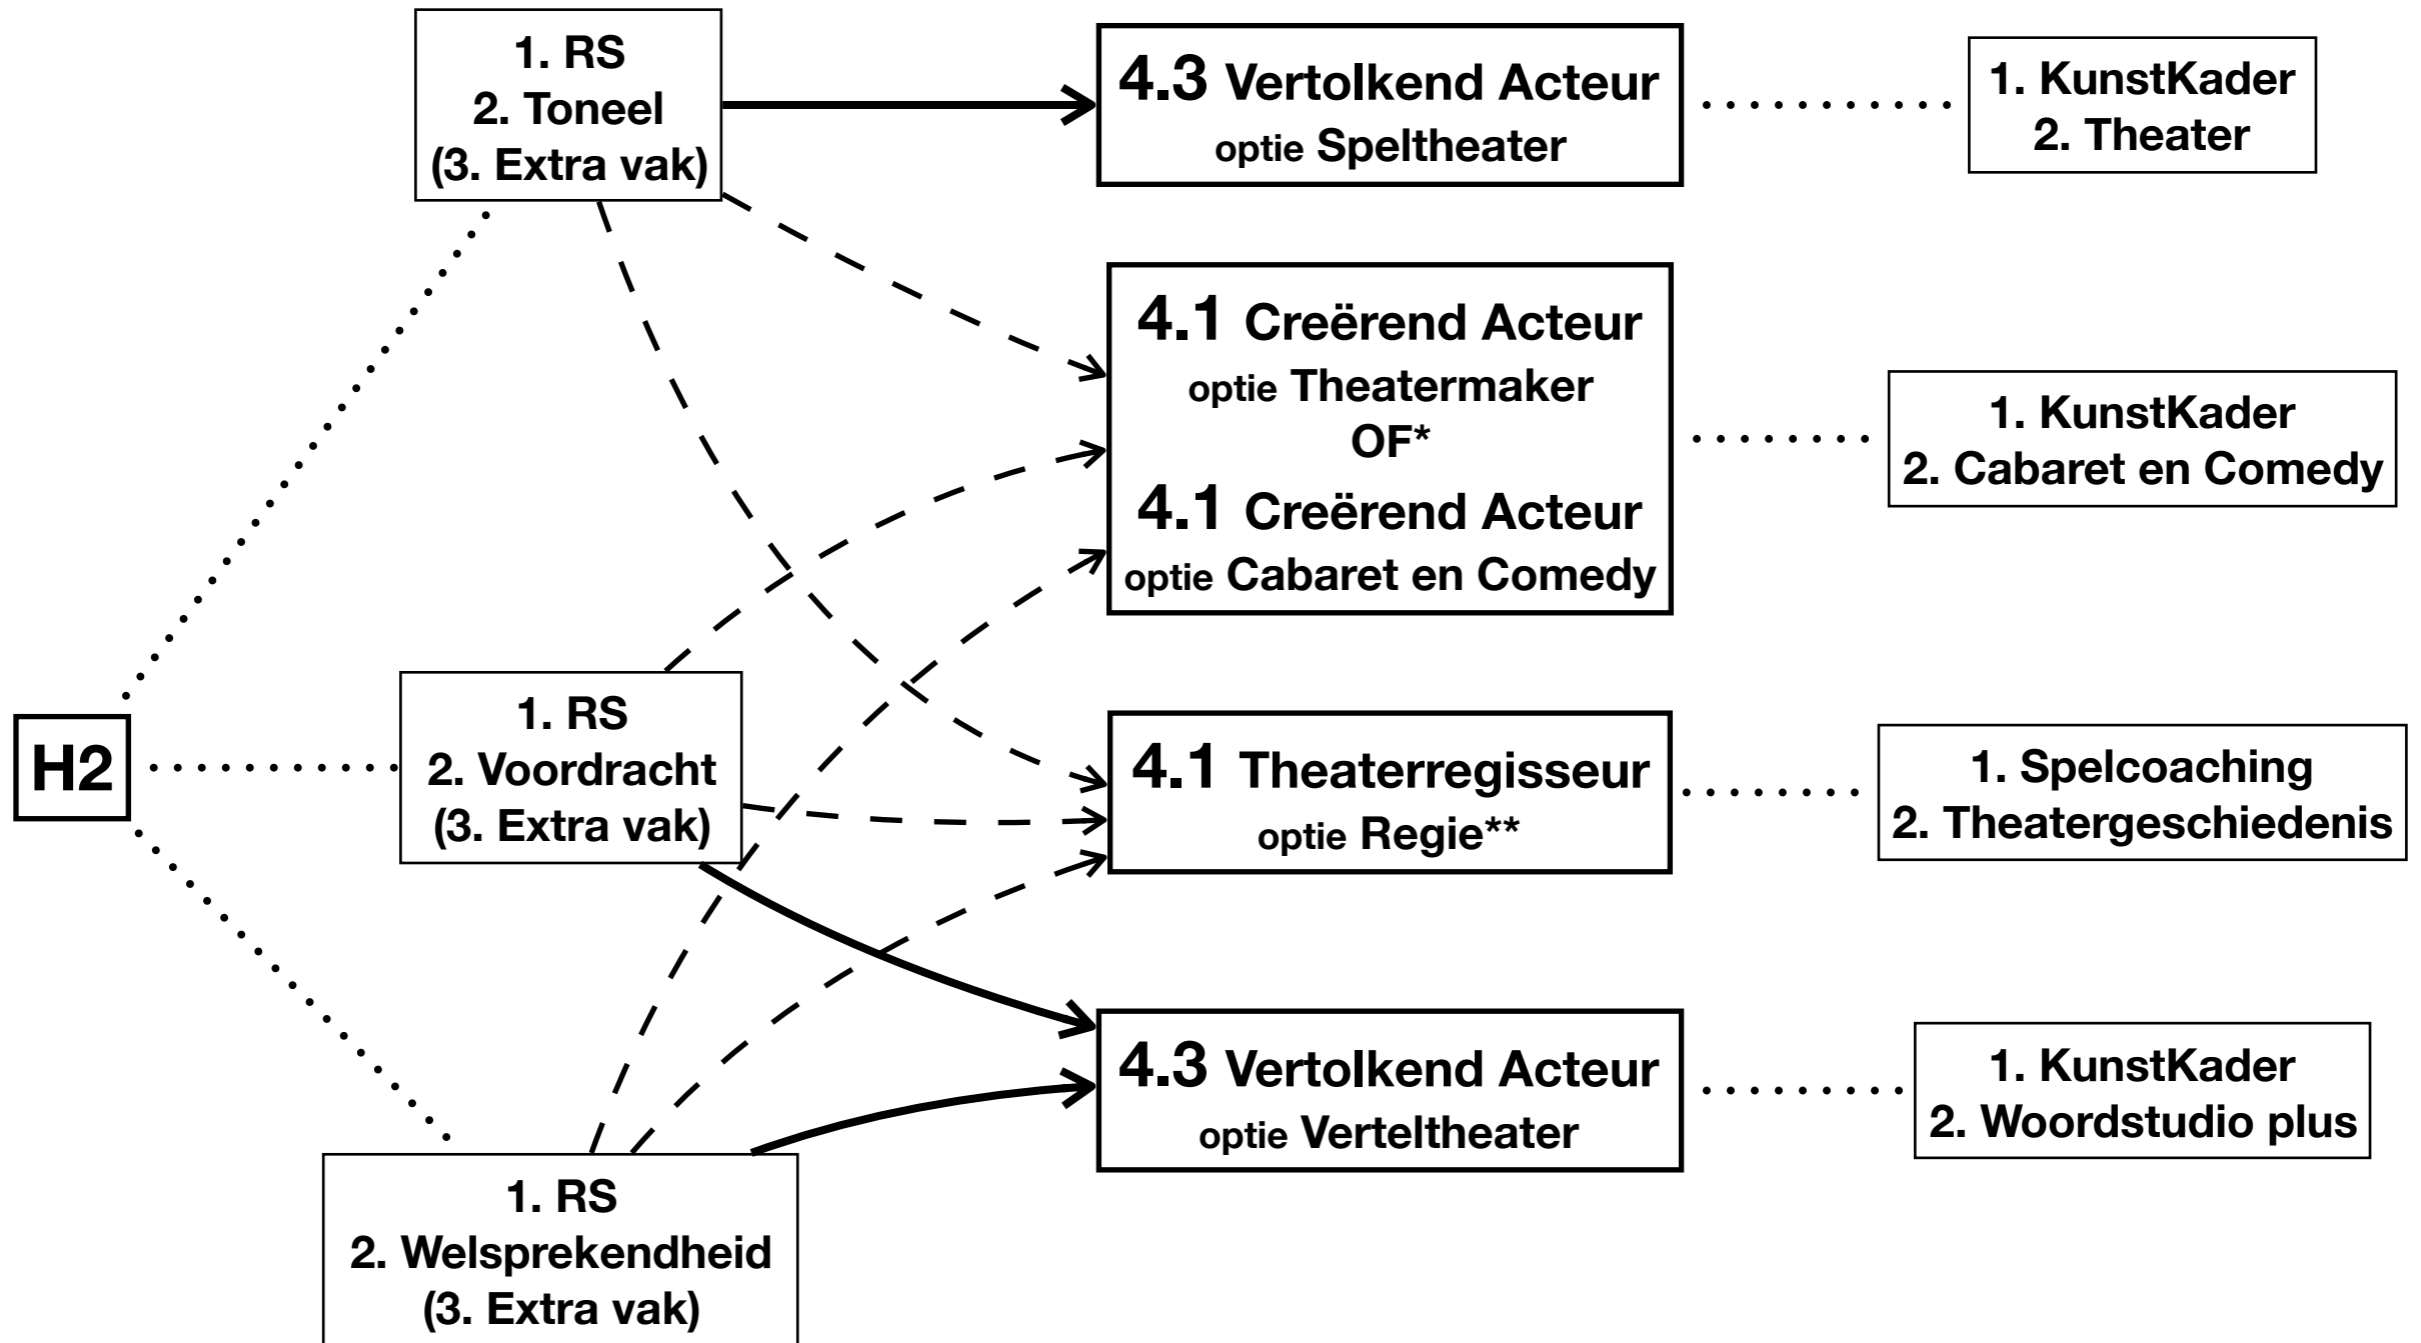 1. RS
2. Toneel
(3. Extra vak)
4.3 Vertolkend Acteur
optie Speltheater
1. KunstKader
2. Theater
4.1 Creërend Acteur
optie Theatermaker
OF*
4.1 Creërend Acteur
optie Cabaret en Comedy
1. KunstKader
2. Cabaret en Comedy
H2
1. RS
2. Voordracht
(3. Extra vak)
4.1 Theaterregisseur
optie Regie**
1. Spelcoaching
2. Theatergeschiedenis
4.3 Vertolkend Acteur
optie Verteltheater
1. KunstKader
2. Woordstudio plus
1. RS
2. Welsprekendheid
(3. Extra vak)